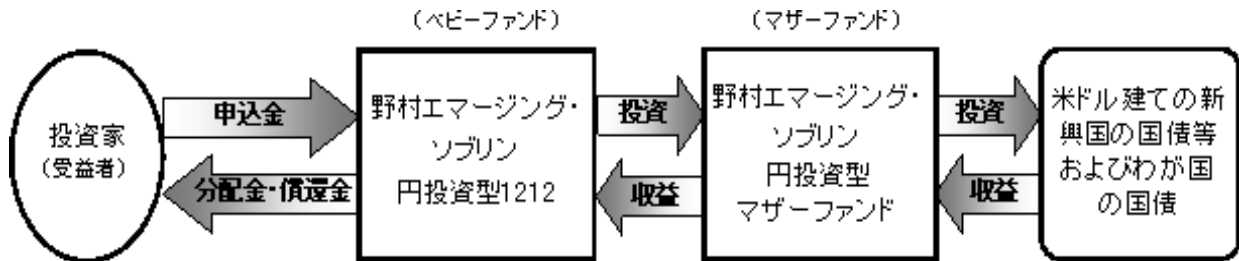 （ベビーファンド）
（マザーファンド）
投資家
（受益者）
申込金
分配金・償還金
野村エマージング・
ソブリン
円投資型1212
投資
収益
野村エマージング・
ソブリン
円投資型
マザーファンド
投資
収益
米ドル建ての新
興国の国債等
およびわが国
の国債